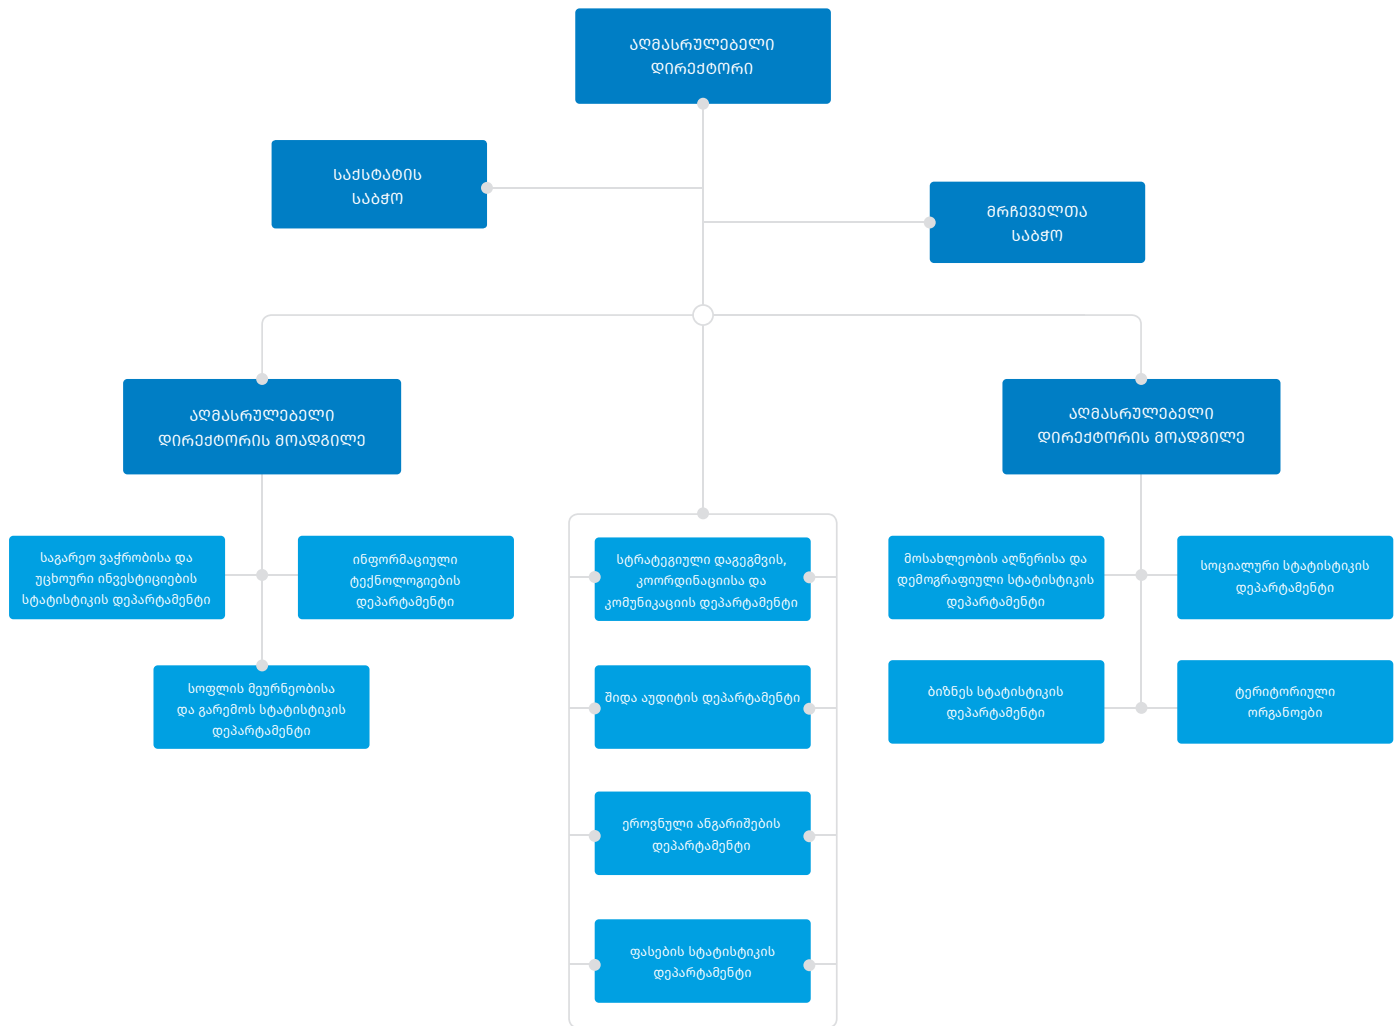 აღმასრულებელი
დირექტორი
საქსტატის
საბჭო
მრჩეველთა
საბჭო
აღმასრულებელი
დირექტორის მოადგილე
აღმასრულებელი
დირექტორის მოადგილე
საგარეო ვაჭრობისა და
უცხოური ინვესტიციების
სტატისტიკის დეპარტამენტი
ინფორმაციული
ტექნოლოგიების
დეპარტამენტი
სოფლის მეურნეობისა
და გარემოს სტატისტიკის
დეპარტამენტი
სტრატეგიული დაგეგმვის,
კოორდინაციისა და
კომუნიკაციის დეპარტამენტი
შიდა აუდიტის დეპარტამენტი
ეროვნული ანგარიშების
დეპარტამენტი
ფასების სტატისტიკის
დეპარტამენტი
მოსახლეობის აღწერისა და
დემოგრაფიული სტატისტიკის
დეპარტამენტი
სოციალური სტატისტიკის
დეპარტამენტი
ბიზნეს სტატისტიკის
დეპარტამენტი
ტერიტორიული
ორგანოები